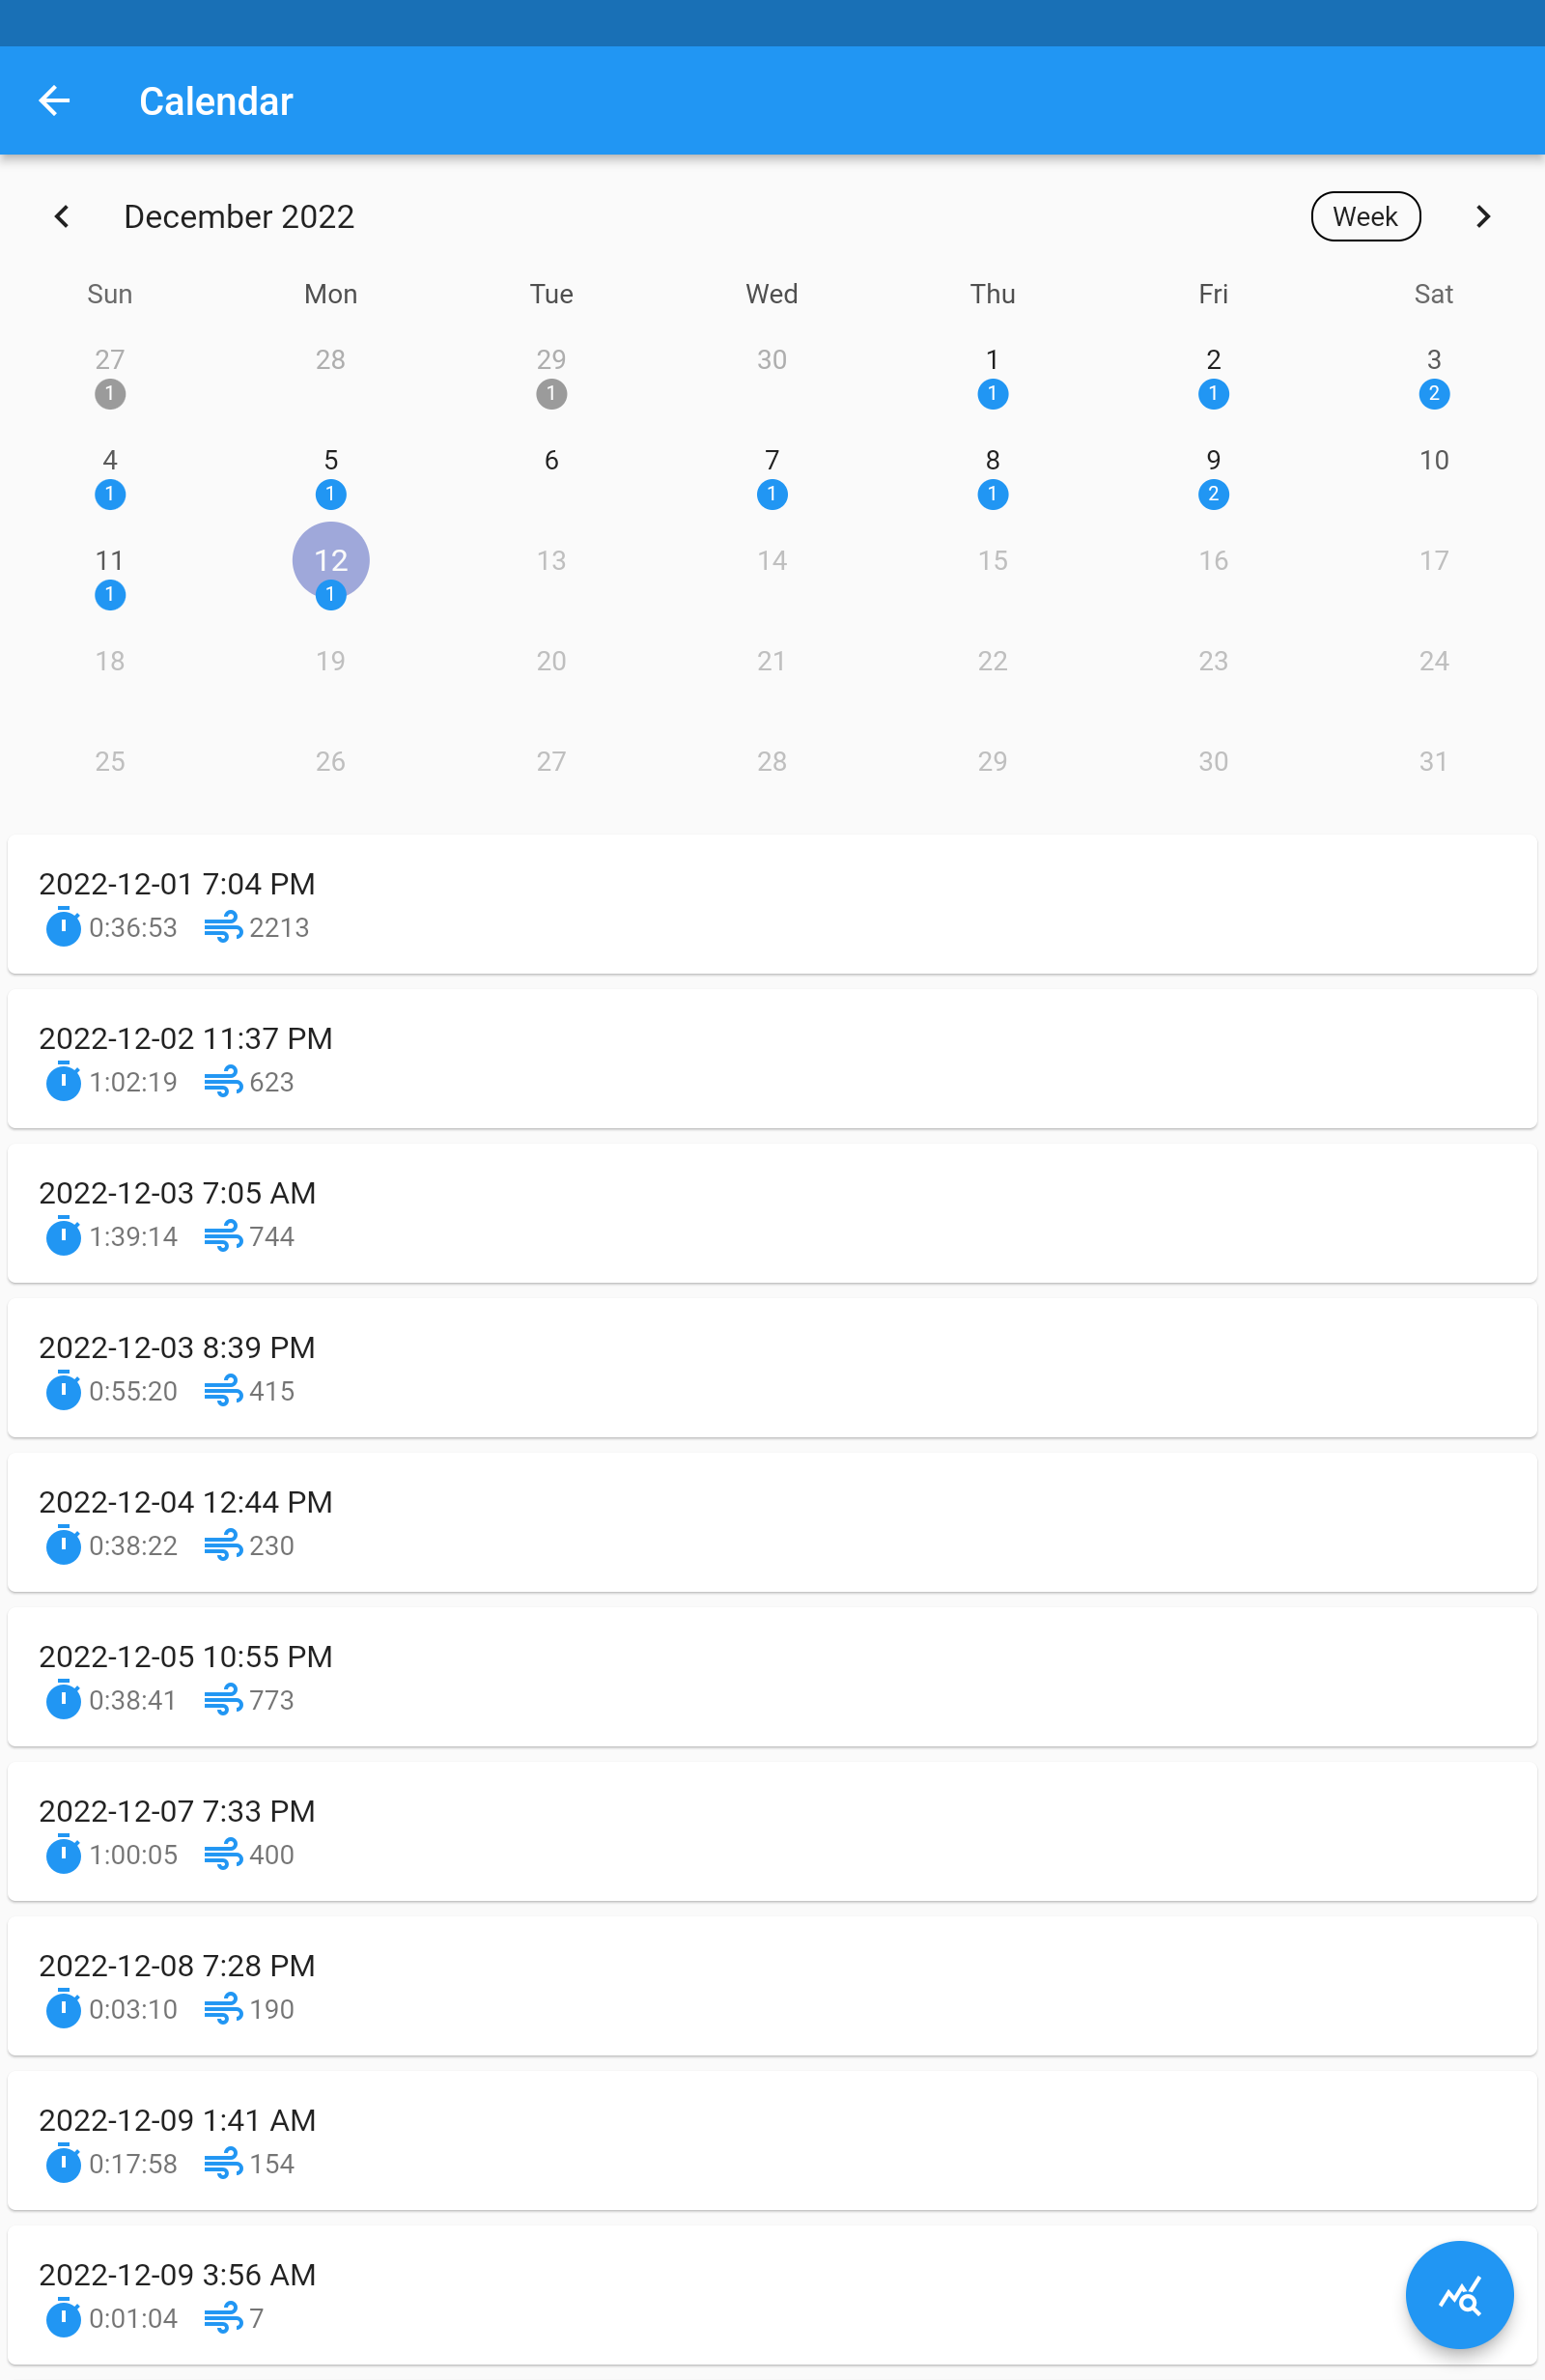 Calendar
December 2022 Week
Sun Mon Tue Wed Thu Fri Sat
27 28 29 30 1 2 3
1 1 1 1 2
4 5 6 7 8 9 10
1 1 1 1 2
11 12 13 14 15 16 17
1 1
18 19 20 21 22 23 24
25 26 27 28 29 30 31
2022-12-01 7:04 PM
0:36:53 2213
2022-12-02 11:37 PM
1:02:19 623
2022-12-03 7:05 AM
1:39:14 744
2022-12-03 8:39 PM
0:55:20 415
2022-12-04 12:44 PM
0:38:22 230
2022-12-05 10:55 PM
0:38:41 773
2022-12-07 7:33 PM
1:00:05 400
2022-12-08 7:28 PM
0:03:10 190
2022-12-09 1:41 AM
0:17:58 154
2022-12-09 3:56 AM
0:01:04 7